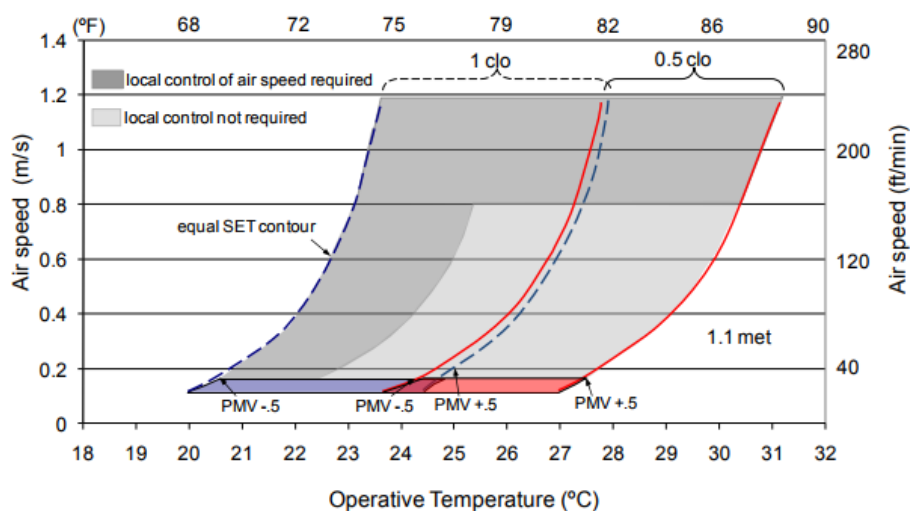 (ºF) 68 72 75 79 82 86 90
1.4 280
local control of air speed required
1 clo 0.5 clo
1.2
local control not required
1 200
0.8
equal SET contour
0.6 120
0.4
1.1 met
0.2 40
PMV -.5 PMV -.5 PMV +.5 PMV +.5
0
18 19 20 22 23 24 25 26 27 28 29 30 31 32
Operative Temperature (ºC)
Air speed (m/s)
Air speed (ft/min)